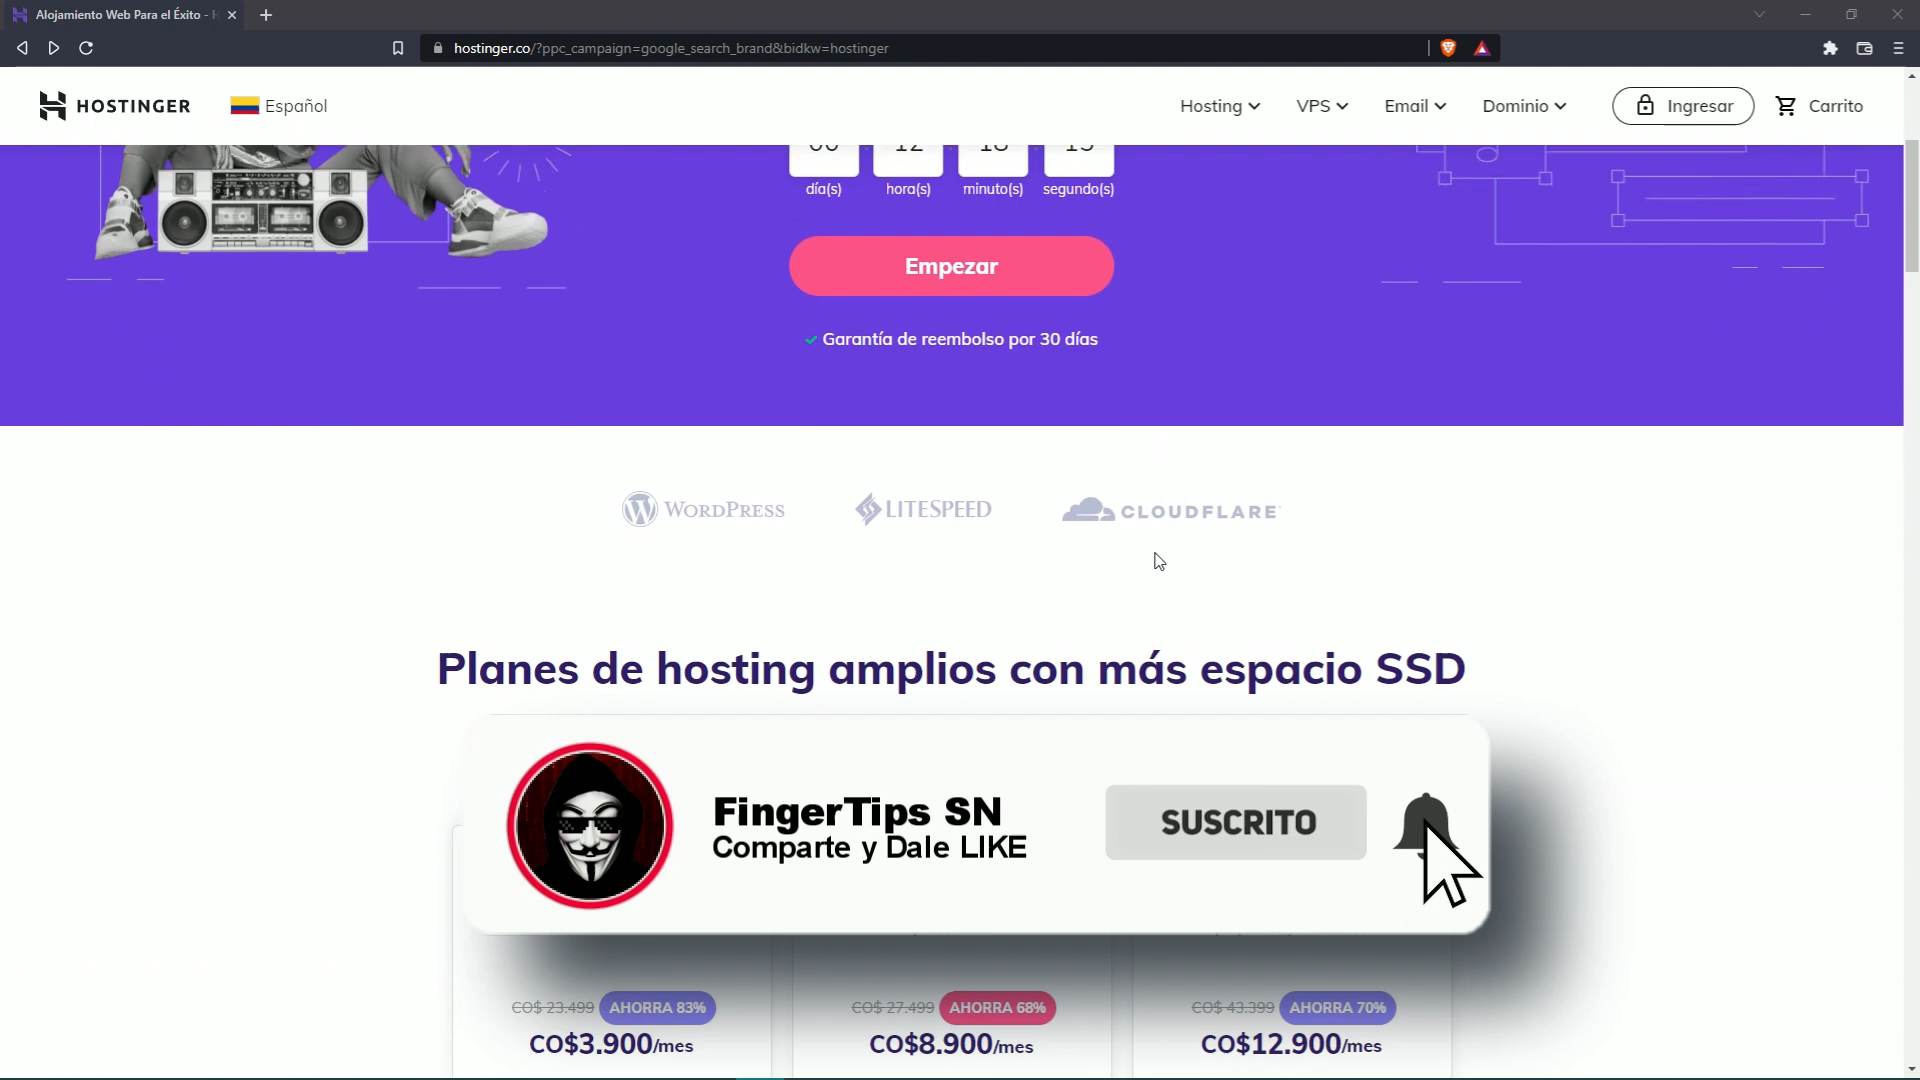 Alojamiento Web Para el Éxito - H
hostinger.co/?ppc_campaign=google_search_brand&bidkw=hostinger
HOSTINGER
Español
Hosting
VPS
Email
Dominio
Ingresar
Carrito
día(s)
hora(s)
minuto(s)
segundo(s)
Empezar
Garantía de reembolso por 30 días
WORDPRESS
LITESPEED
CLOUDFLARE
Planes de hosting amplios con más espacio SSD
FingerTips SN
Comparte y Dale LIKE
SUSCRITO
CO$ 23.499 AHORRA 83%
CO$3.900/mes
CO$ 27.499 AHORRA 68%
CO$8.900/mes
CO$ 43.399 AHORRA 70%
CO$12.900/mes